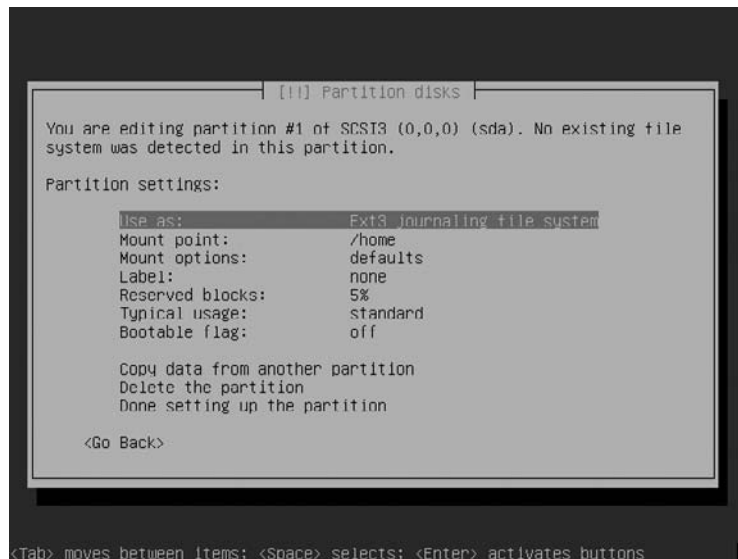 [!!] Partition disks
You are editing partition #1 of SCSI3 (0,0,0) (sda). No existing file
system was detected in this partition.
Partition settings:
Use as: Ext3 journaling file system
Mount point: /home
Mount options: defaults
Label: none
Reserved blocks: 5%
Typical usage: standard
Bootable flag: off
Copy data from another partition
Delete the partition
Done setting up the partition
<Go Back>
<Tab> moves between items; <Space> selects; <Enter> activates buttons